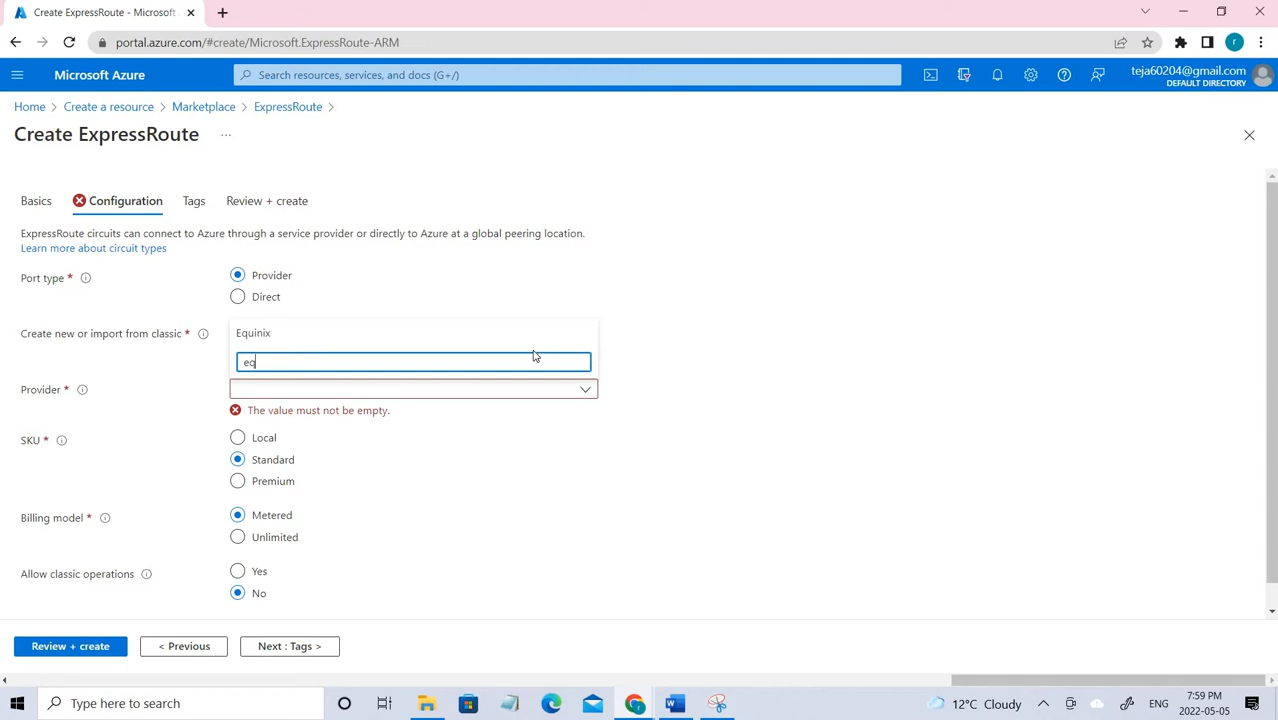 Create ExpressRoute - Microsoft
portal.azure.com/#create/Microsoft.ExpressRoute-ARM
r
Microsoft Azure
Search resources, services, and docs (G+/)
teja60204@gmail.com
DEFAULT DIRECTORY
Home > Create a resource > Marketplace > ExpressRoute >
Create ExpressRoute ...
Basics
Configuration
Tags
Review + create
ExpressRoute circuits can connect to Azure through a service provider or directly to Azure at a global peering location.
Learn more about circuit types
Port type *
Provider
Direct
Create new or import from classic *
Equinix
eq
Provider *
The value must not be empty.
SKU *
Local
Standard
Premium
Billing model *
Metered
Unlimited
Allow classic operations
Yes
No
Review + create
< Previous
Next : Tags >
Type here to search
12°C Cloudy
ENG
7:59 PM
2022-05-05